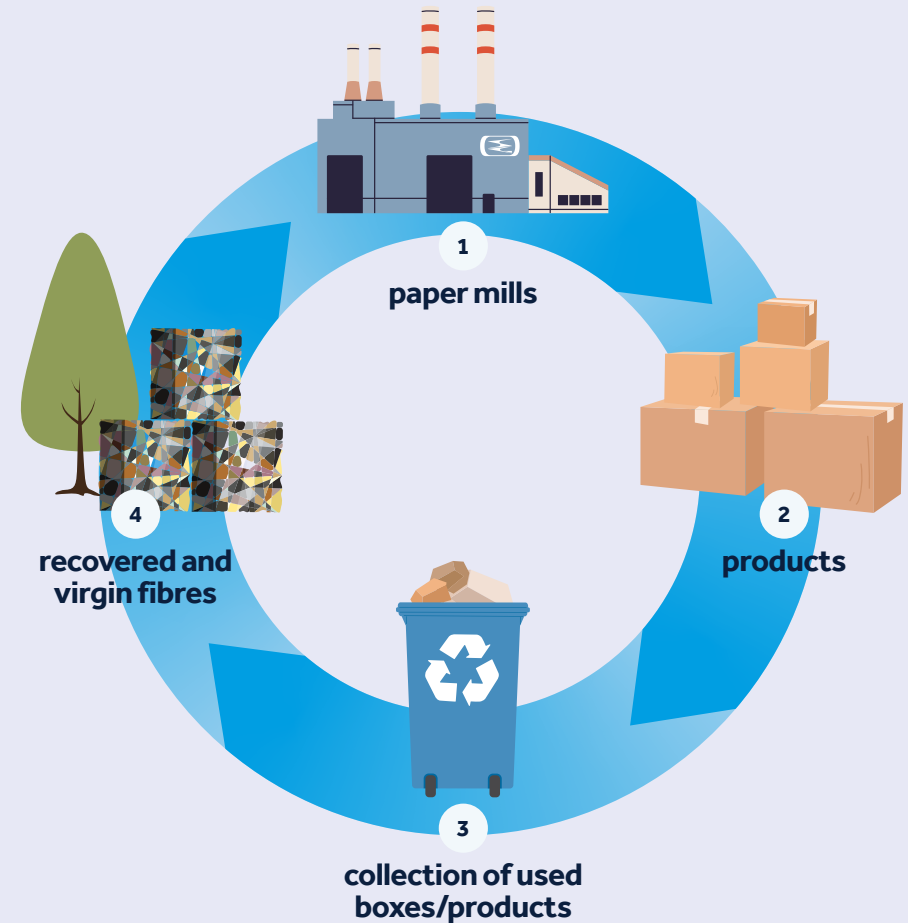 1
paper mills
2
products
3
collection of used
boxes/products
4
recovered and
virgin fibres